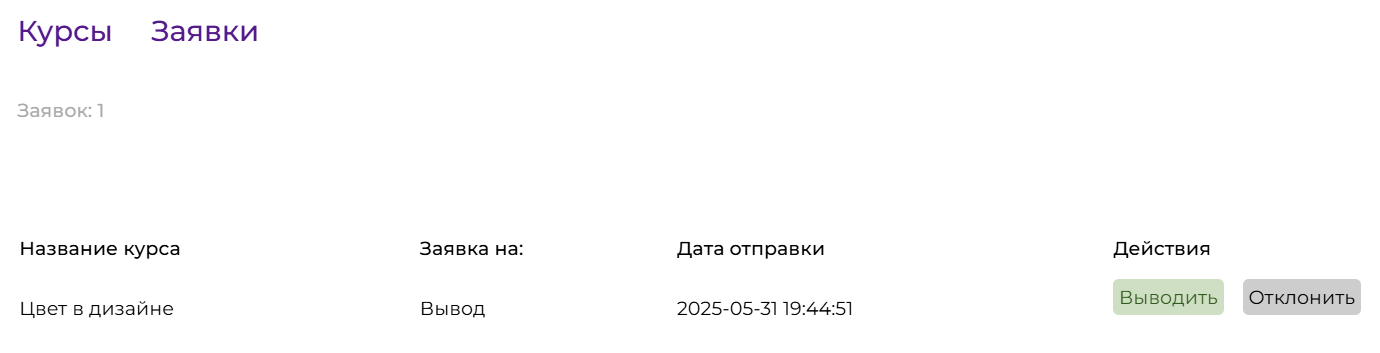 Курсы Заявки
Заявок: 1
Название курса Заявка на: Дата отправки Действия
Цвет в дизайне Вывод 2025-05-31 19:44:51 Выводить Отклонить